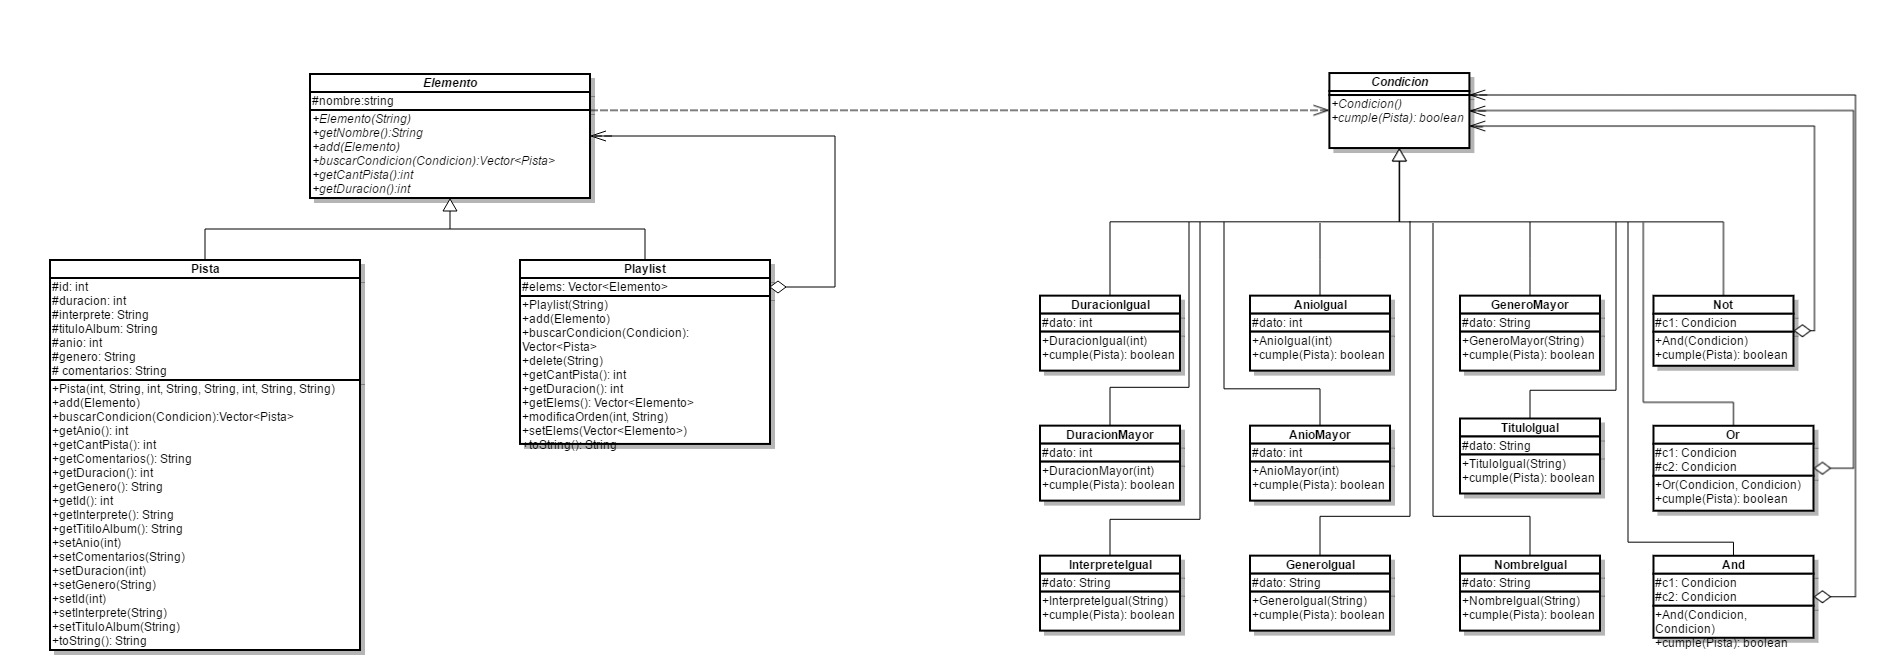 Elemento
#nombre:string
+Elemento(String)
+getNombre():String
+add(Elemento)
+buscarCondicion(Condicion):Vector<Pista>
+getCantPista():int
+getDuracion():int
Pista
#id: int
#duracion: int
#interprete: String
#tituloAlbum: String
#anio: int
#genero: String
# comentarios: String
+Pista(int, String, int, String, String, int, String, String)
+add(Elemento)
+buscarCondicion(Condicion):Vector<Pista>
+getAnio(): int
+getCantPista(): int
+getComentarios(): String
+getDuracion(): int
+getGenero(): String
+getId(): int
+getInterprete(): String
+getTitiloAlbum(): String
+setAnio(int)
+setComentarios(String)
+setDuracion(int)
+setGenero(String)
+setId(int)
+setInterprete(String)
+setTituloAlbum(String)
+toString(): String
Playlist
#elems: Vector<Elemento>
+Playlist(String)
+add(Elemento)
+buscarCondicion(Condicion):
Vector<Pista>
+delete(String)
+getCantPista(): int
+getDuracion(): int
+getElems(): Vector<Elemento>
+modificaOrden(int, String)
+setElems(Vector<Elemento>)
+toString(): String
Condicion
+Condicion()
+cumple(Pista): boolean
DuracionIgual
#dato: int
+DuracionIgual(int)
+cumple(Pista): boolean
AnioIgual
#dato: int
+AnioIgual(int)
+cumple(Pista): boolean
GeneroMayor
#dato: String
+GeneroMayor(String)
+cumple(Pista): boolean
Not
#c1: Condicion
+And(Condicion)
+cumple(Pista): boolean
DuracionMayor
#dato: int
+DuracionMayor(int)
+cumple(Pista): boolean
AnioMayor
#dato: int
+AnioMayor(int)
+cumple(Pista): boolean
TituloIgual
#dato: String
+TituloIgual(String)
+cumple(Pista): boolean
Or
#c1: Condicion
#c2: Condicion
+Or(Condicion, Condicion)
+cumple(Pista): boolean
InterpreteIgual
#dato: String
+InterpreteIgual(String)
+cumple(Pista): boolean
GeneroIgual
#dato: String
+GeneroIgual(String)
+cumple(Pista): boolean
NombreIgual
#dato: String
+NombreIgual(String)
+cumple(Pista): boolean
And
#c1: Condicion
#c2: Condicion
+And(Condicion,
Condicion)
+cumple(Pista): boolean